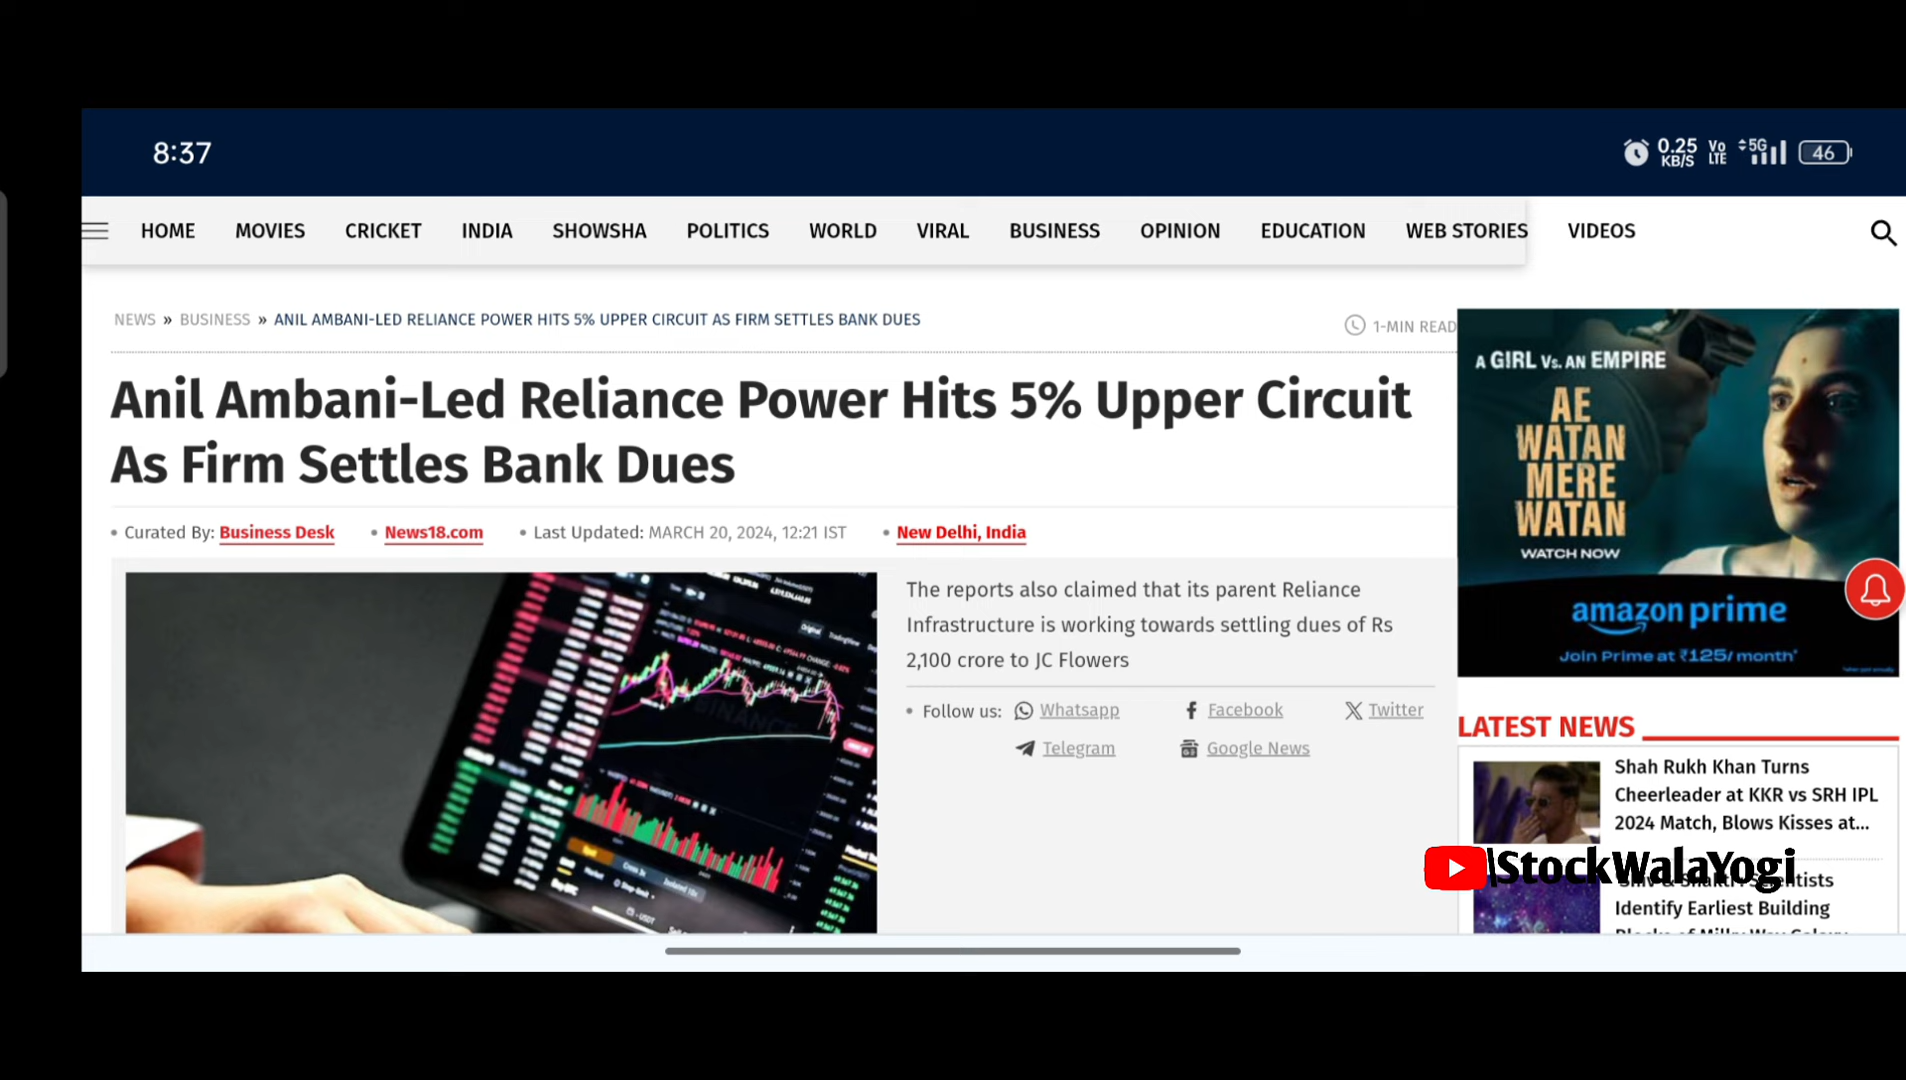 8:37
0.25 KB/S Vo LTE 5G 46
HOME MOVIES CRICKET INDIA SHOWSHA POLITICS WORLD VIRAL BUSINESS OPINION EDUCATION WEB STORIES VIDEOS
NEWS » BUSINESS » ANIL AMBANI-LED RELIANCE POWER HITS 5% UPPER CIRCUIT AS FIRM SETTLES BANK DUES
1-MIN READ
Anil Ambani-Led Reliance Power Hits 5% Upper Circuit
As Firm Settles Bank Dues
• Curated By: Business Desk • News18.com • Last Updated: MARCH 20, 2024, 12:21 IST • New Delhi, India
The reports also claimed that its parent Reliance
Infrastructure is working towards settling dues of Rs
2,100 crore to JC Flowers
• Follow us: Whatsapp Facebook Twitter
Telegram Google News
A GIRL Vs. AN EMPIRE
AE
WATAN
MERE
WATAN
WATCH NOW
amazon prime
Join Prime at ₹125/ month*
LATEST NEWS
Shah Rukh Khan Turns
Cheerleader at KKR vs SRH IPL
2024 Match, Blows Kisses at...
\StockWalaYogi
Identify Earliest Building